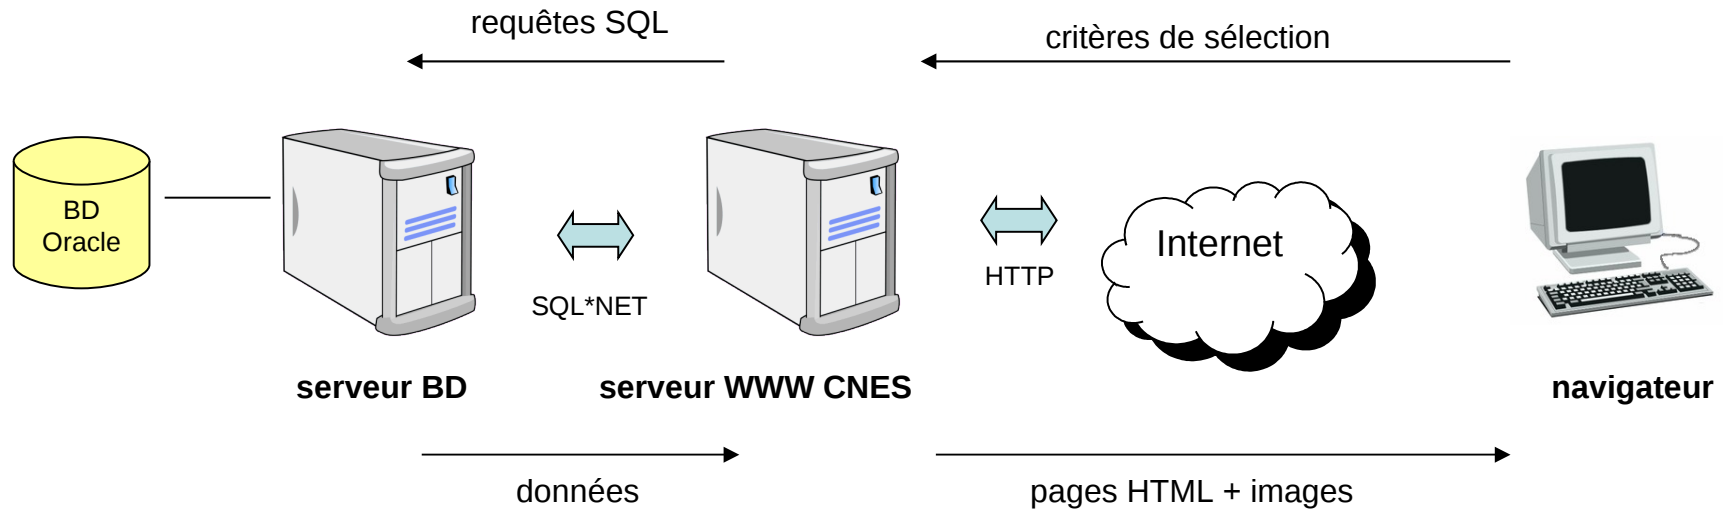 requêtes SQL
critères de sélection
BD
Oracle
Internet
HTTP
SQL*NET
serveur BD
serveur WWW CNES
navigateur
données
pages HTML + images